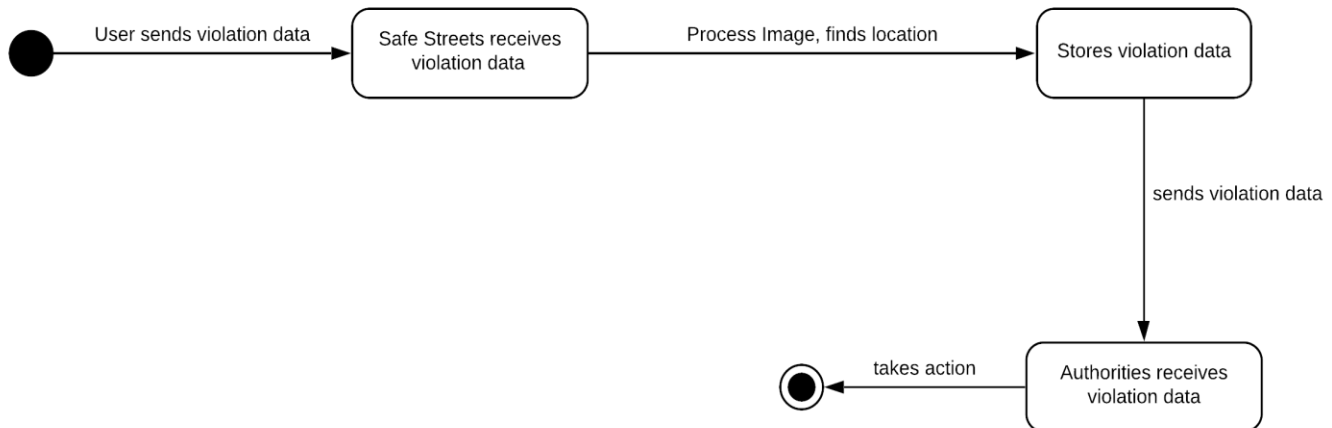 User sends violation data
Safe Streets receives
violation data
Process Image, finds location
Stores violation data
sends violation data
Authorities receives
violation data
takes action